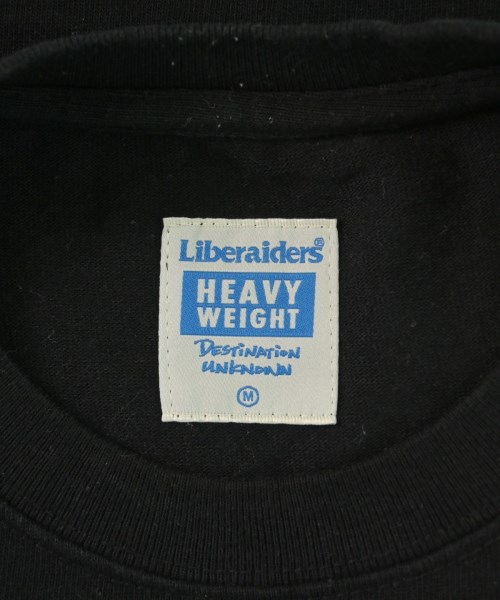 Liberaiders®
HEAVY
WEIGHT
DESTINATION
UNKNOWN
M